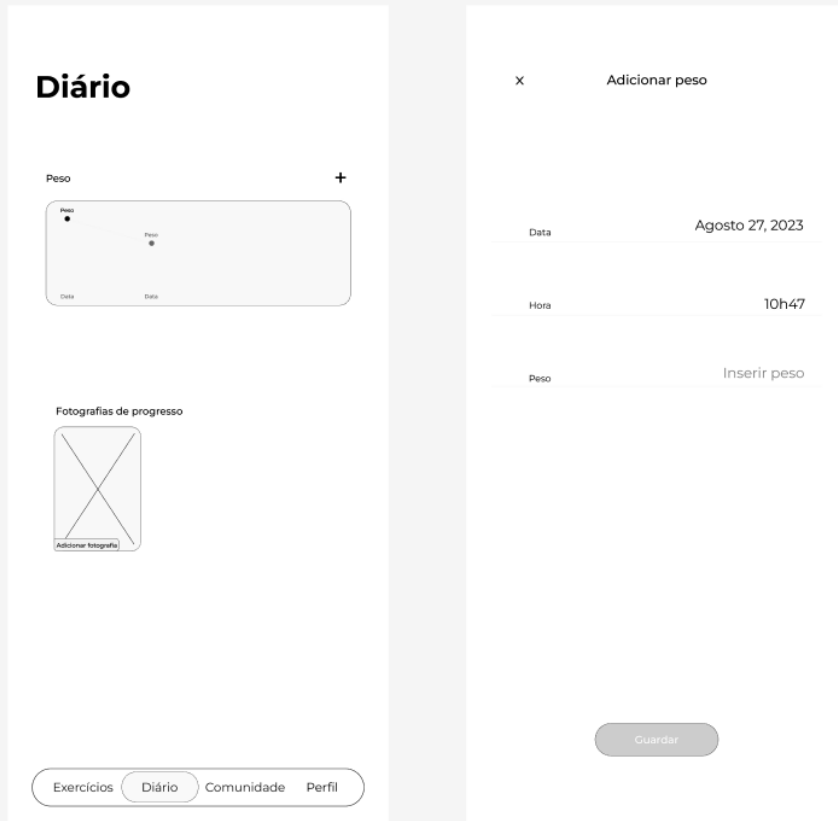 Diário
Peso
+
Peso
Peso
Data
Data
Fotografias de progresso
Adicionar fotografia
Exercícios
Diário
Comunidade
Perfil
X
Adicionar peso
Data
Agosto 27, 2023
Hora
10h47
Peso
Inserir peso
Guardar